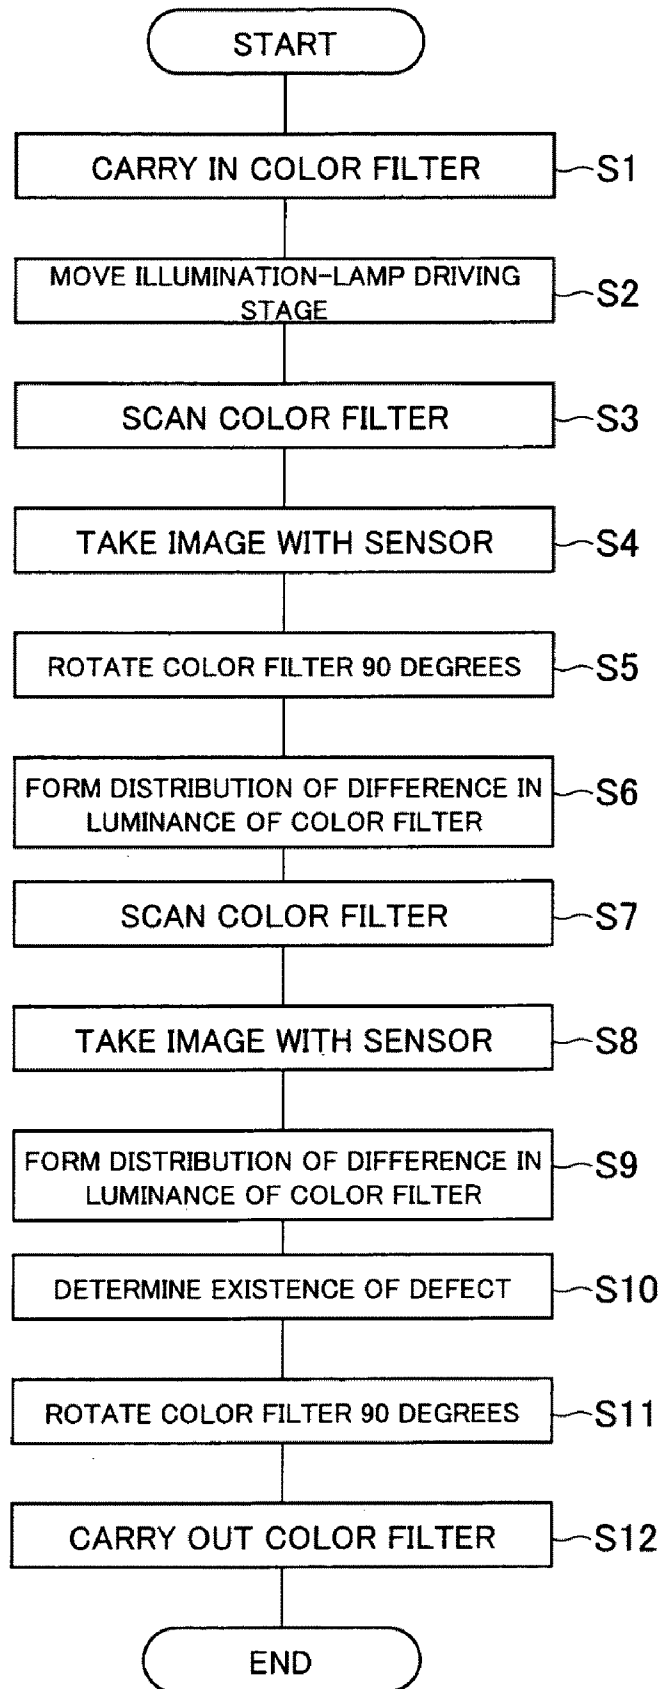 START
CARRY IN COLOR FILTER
S1
MOVE ILLUMINATION-LAMP DRIVING
STAGE
S2
SCAN COLOR FILTER
S3
TAKE IMAGE WITH SENSOR
S4
ROTATE COLOR FILTER 90 DEGREES
S5
FORM DISTRIBUTION OF DIFFERENCE IN
LUMINANCE OF COLOR FILTER
S6
SCAN COLOR FILTER
S7
TAKE IMAGE WITH SENSOR
S8
FORM DISTRIBUTION OF DIFFERENCE IN
LUMINANCE OF COLOR FILTER
S9
DETERMINE EXISTENCE OF DEFECT
S10
ROTATE COLOR FILTER 90 DEGREES
S11
CARRY OUT COLOR FILTER
S12
END